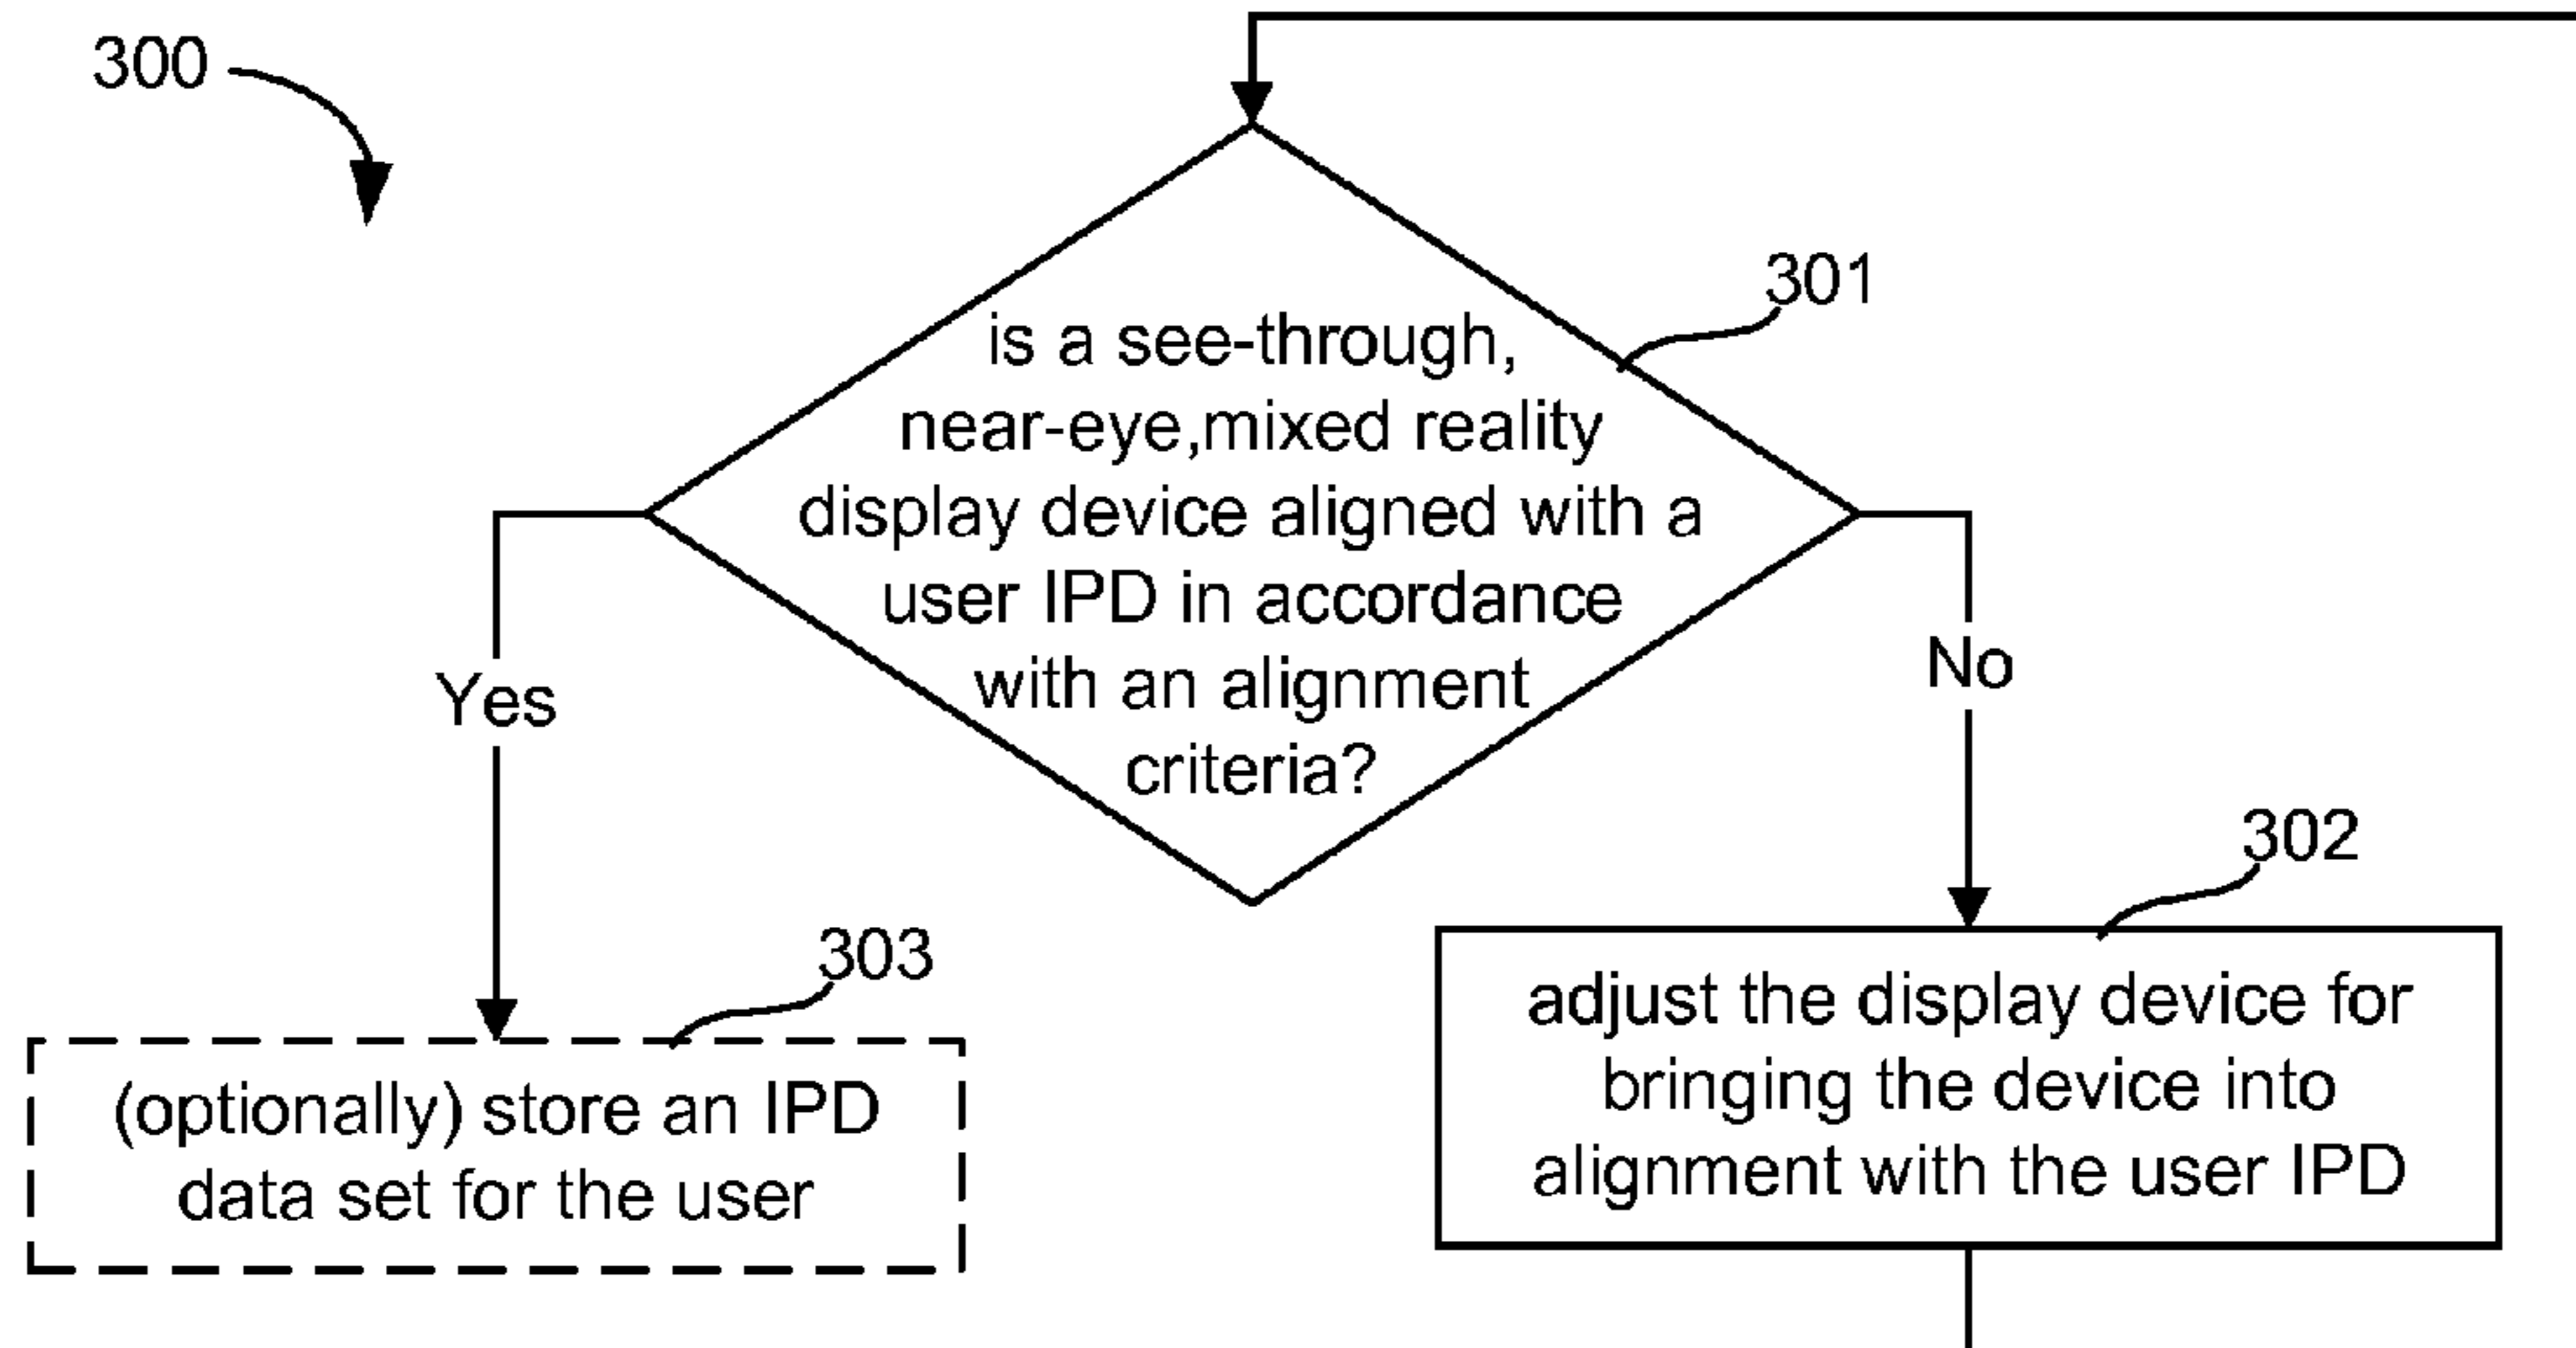 300
301
is a see-through,
near-eye,mixed reality
display device aligned with a
user IPD in accordance
with an alignment
criteria?
Yes
No
302
303
adjust the display device for
bringing the device into
alignment with the user IPD
(optionally) store an IPD
data set for the user